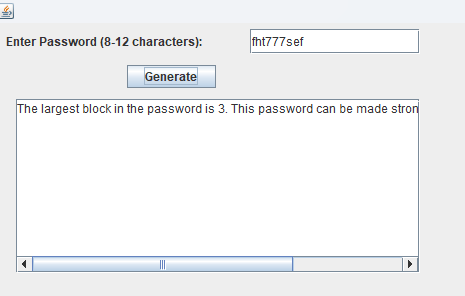 Enter Password (8-12 characters): fht777sef
Generate
The largest block in the password is 3. This password can be made stron